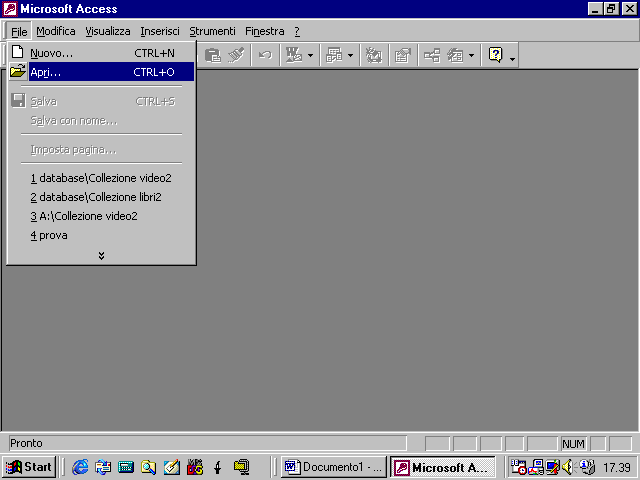 Microsoft Access
File Modifica Visualizza Inserisci Strumenti Finestra ?
Nuovo... CTRL+N
Apri... CTRL+O
Salva CTRL+S
Salva con nome...
Imposta pagina...
1 database\Collezione video2
2 database\Collezione libri2
3 A:\Collezione video2
4 prova
Pronto NUM
Start Documento1 - ... Microsoft A... 17.39